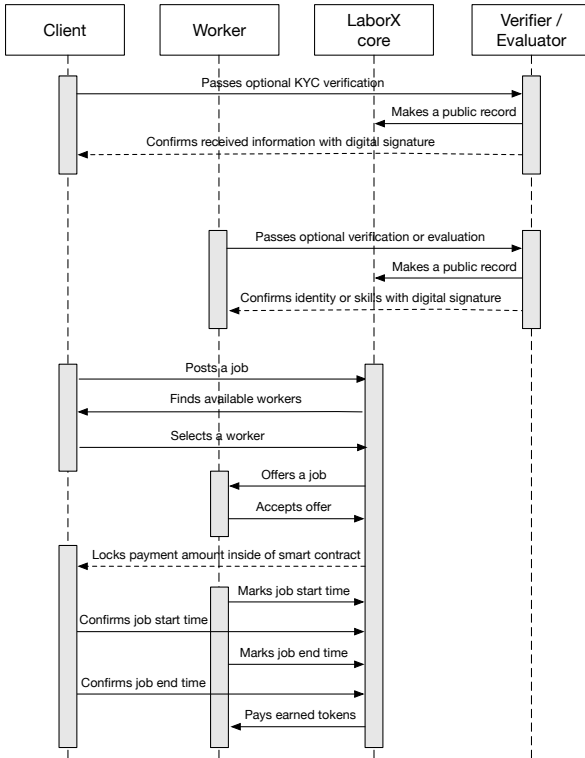 Client
Worker
LaborX
core
Verifier /
Evaluator
Passes optional KYC verification
Makes a public record
Confirms received information with digital signature
Passes optional verification or evaluation
Makes a public record
Confirms identity or skills with digital signature
Posts a job
Finds available workers
Selects a worker
Offers a job
Accepts offer
Locks payment amount inside of smart contract
Marks job start time
Confirms job start time
Marks job end time
Confirms job end time
Pays earned tokens